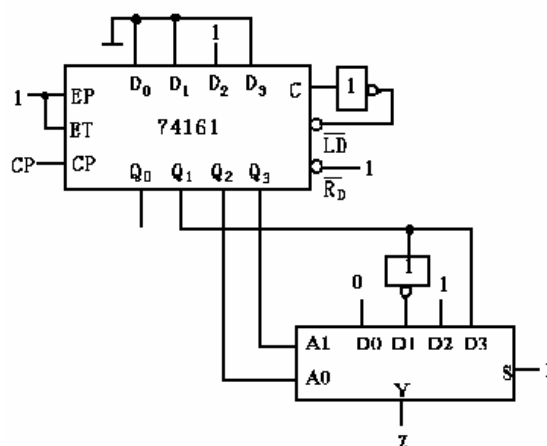 1
D0 D1 D2 D3
C
1
1
EP
ET
CP
CP
74161
LD
RD
1
Q0 Q1 Q2 Q3
1
0
1
A1
A0
D0 D1 D2 D3
S
Y
Z